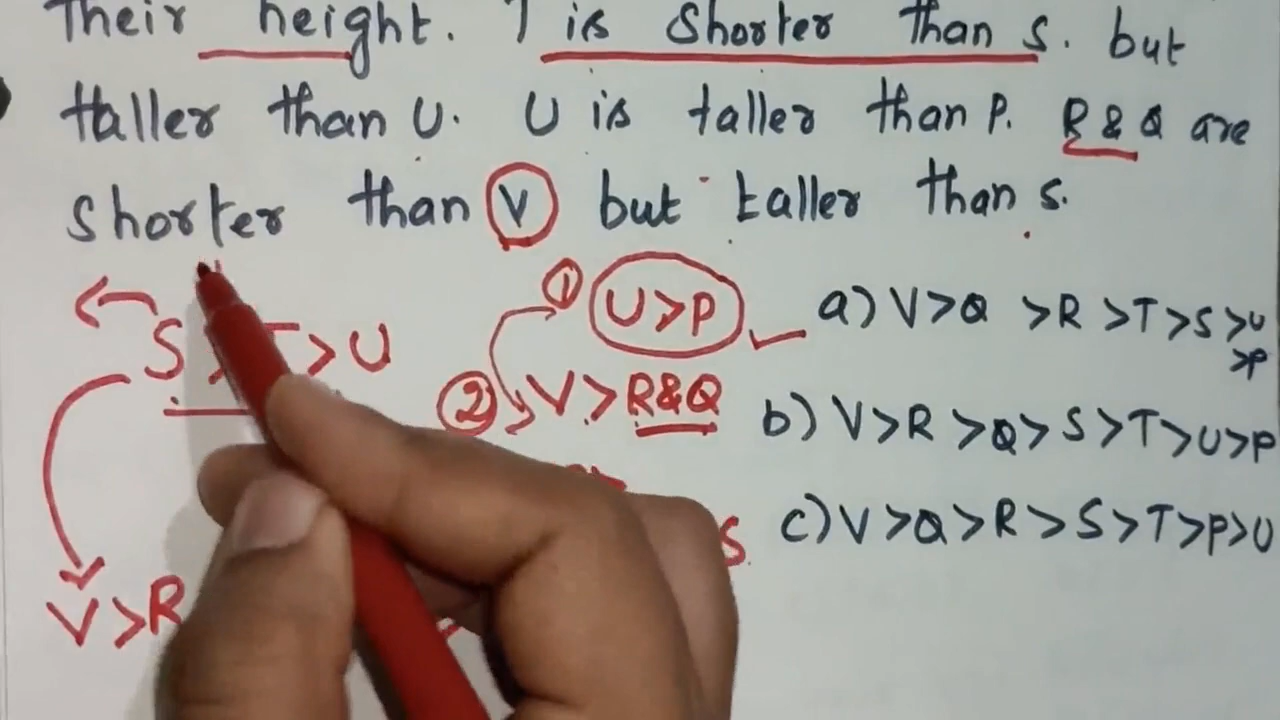 Their height. T is Shorter than S. but
taller than U. U is taller than P. R & Q are
shorter than V but taller than S.
S > T > U
① U > P
② V > R & Q
S
V > R
a) V > Q > R > T > S > U
> P
b) V > R > Q > S > T > U > P
c) V > Q > R > S > T > P > U